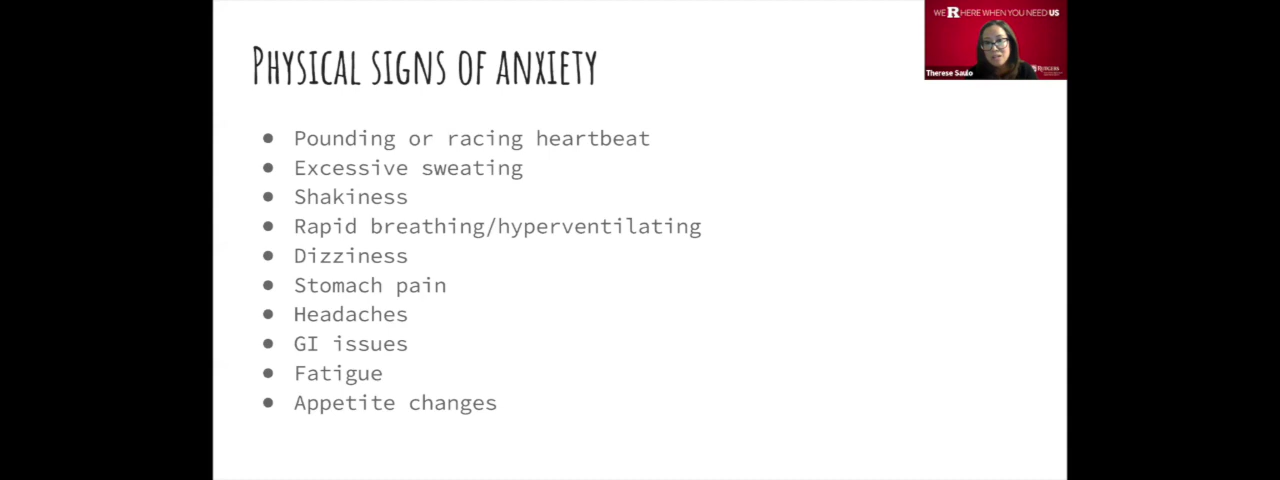 PHYSICAL SIGNS OF ANXIETY
WE R HERE WHEN YOU NEED US
Therese Saulo
RUTGERS
Pounding or racing heartbeat
Excessive sweating
Shakiness
Rapid breathing/hyperventilating
Dizziness
Stomach pain
Headaches
GI issues
Fatigue
Appetite changes